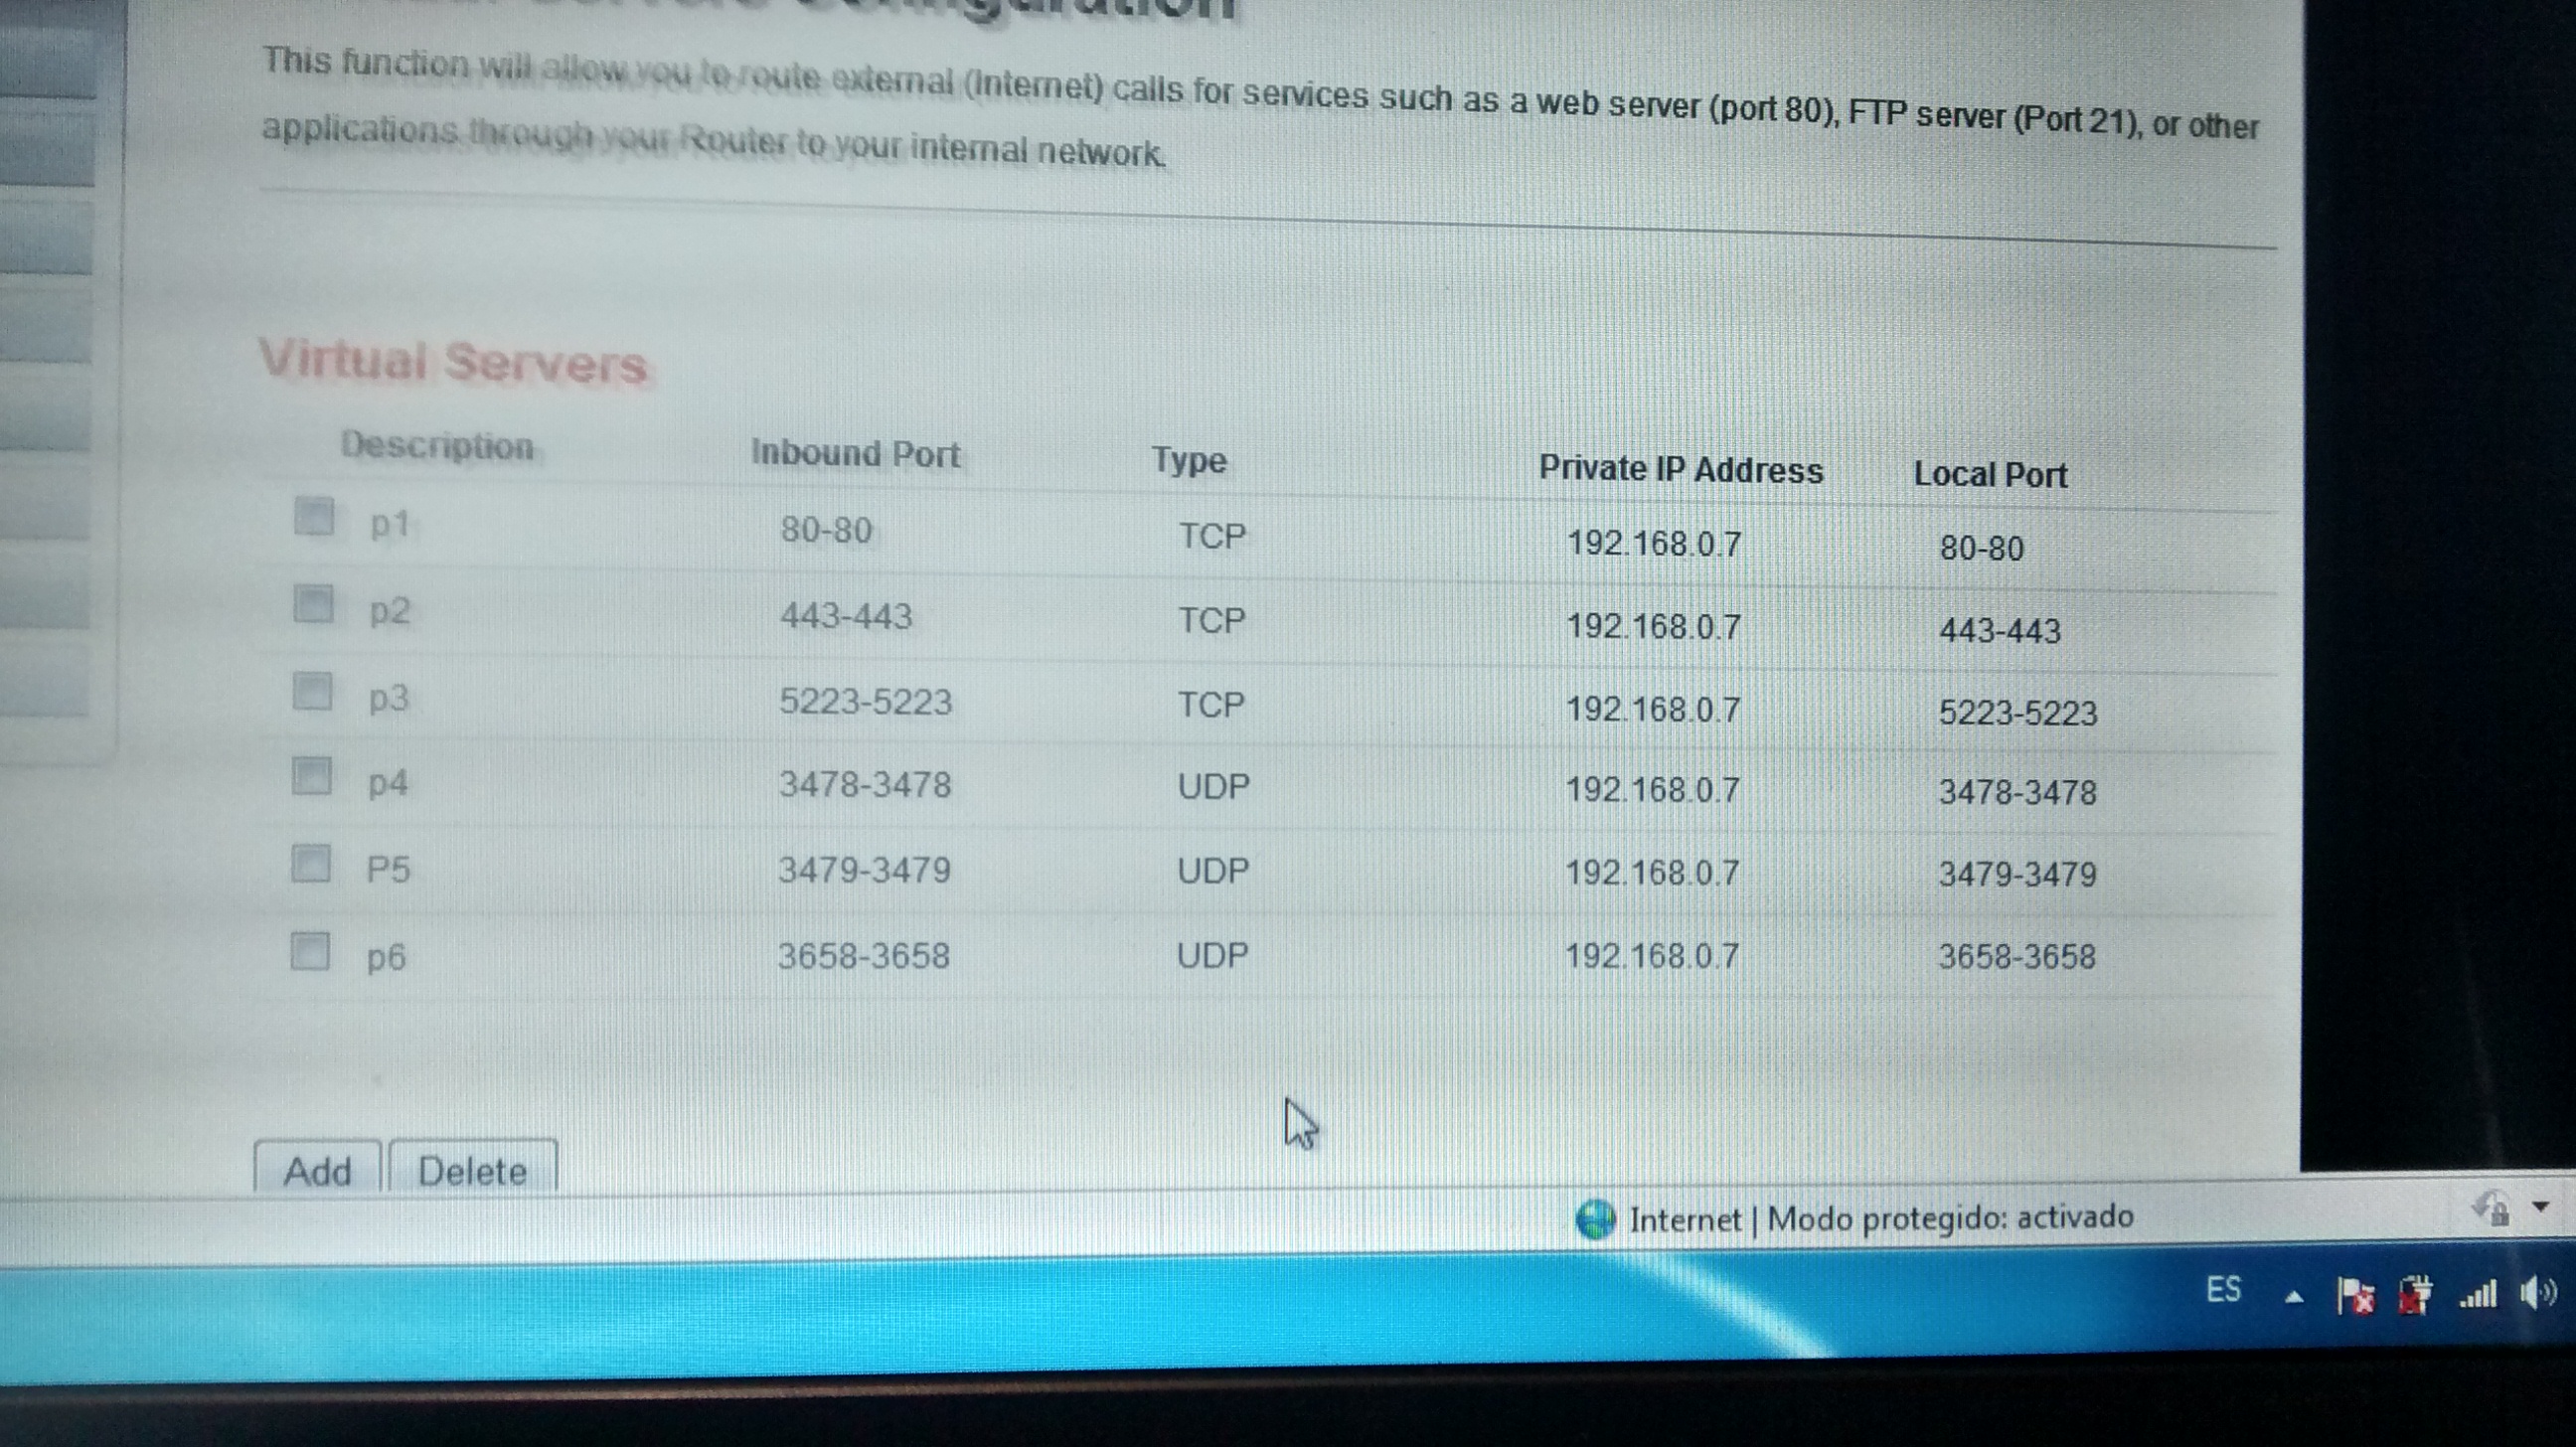 Configuration
This function will allow you to route external (Internet) calls for services such as a web server (port 80), FTP server (Port 21), or other
applications through your Router to your internal network.
Virtual Servers
Description Inbound Port Type Private IP Address Local Port
p1 80-80 TCP 192.168.0.7 80-80
p2 443-443 TCP 192.168.0.7 443-443
p3 5223-5223 TCP 192.168.0.7 5223-5223
p4 3478-3478 UDP 192.168.0.7 3478-3478
P5 3479-3479 UDP 192.168.0.7 3479-3479
p6 3658-3658 UDP 192.168.0.7 3658-3658
Add Delete
Internet | Modo protegido: activado
ES